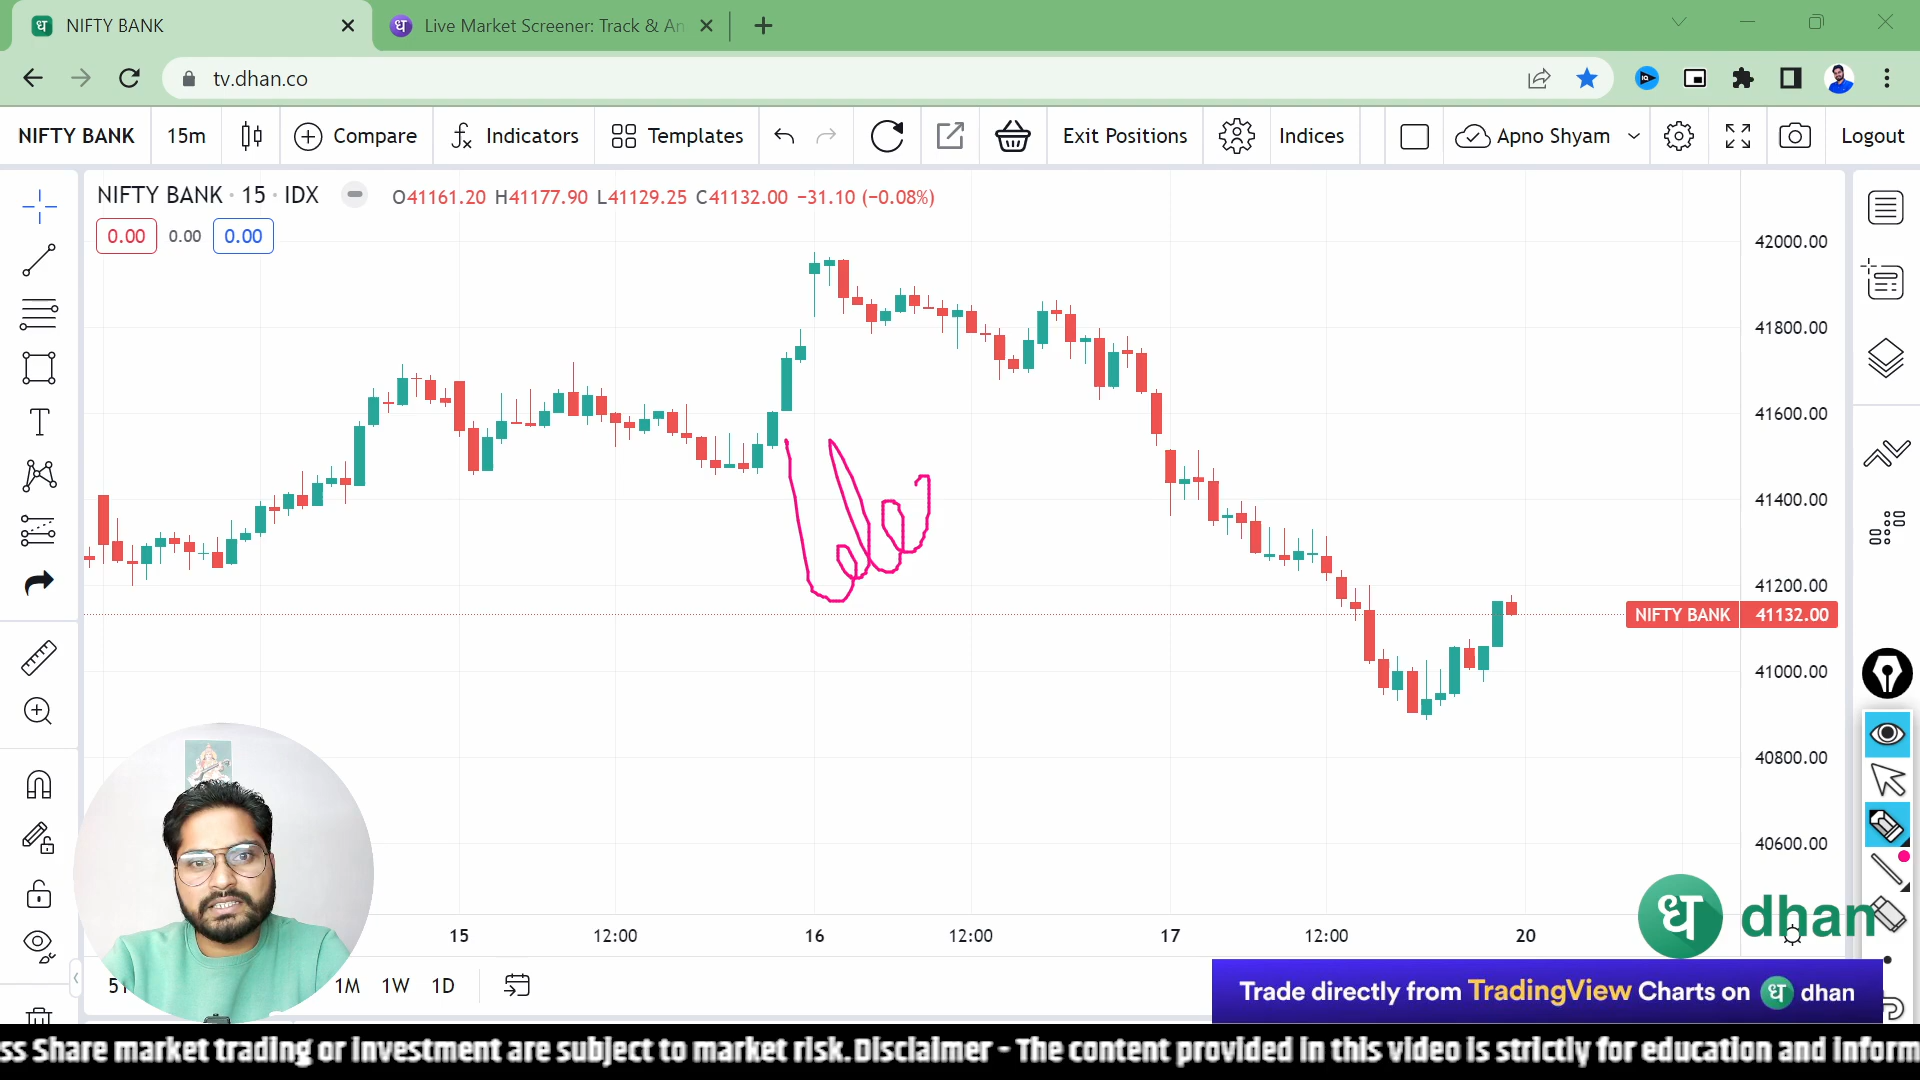 NIFTY BANK
Live Market Screener: Track & An
tv.dhan.co
NIFTY BANK 15m Compare Indicators Templates Exit Positions Indices Apno Shyam Logout
NIFTY BANK · 15 · IDX O41161.20 H41177.90 L41129.25 C41132.00 −31.10 (−0.08%)
0.00 0.00 0.00
42000.00
41800.00
41600.00
41400.00
41200.00
NIFTY BANK 41132.00
41000.00
40800.00
40600.00
15 12:00 16 12:00 17 12:00 20
ध dhan
1M 1W 1D
Trade directly from TradingView Charts on ध dhan
ss Share market trading or investment are subject to market risk.Disclaimer - The content provided in this video is strictly for education and inform